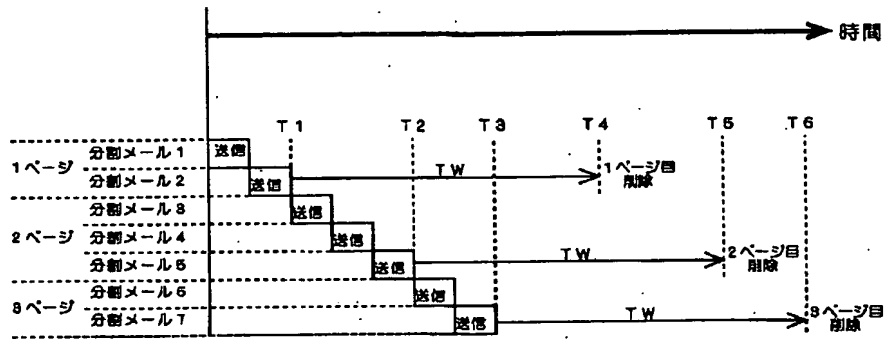 時間
T1
T2
T3
T4
T5
T6
1ページ
分割メール1
送信
分割メール2
送信
TW
1ページ目
削除
2ページ
分割メール3
送信
分割メール4
送信
分割メール5
送信
TW
2ページ目
削除
3ページ
分割メール6
送信
分割メール7
送信
TW
3ページ目
削除